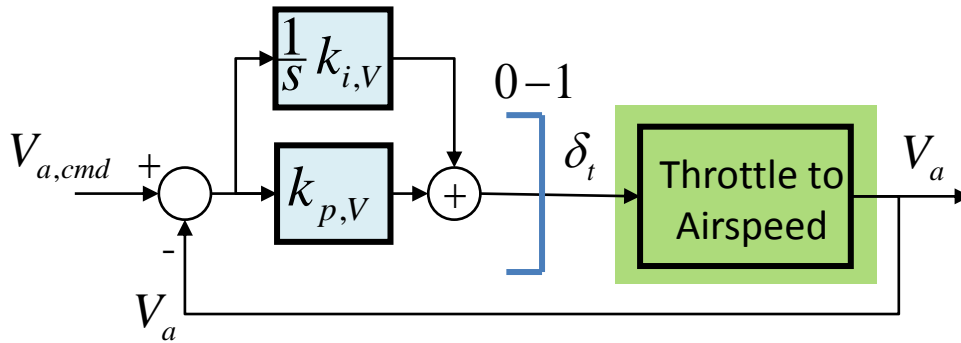 1/s k_{i,V}
0−1
V_{a,cmd}
+
k_{p,V}
+
δ_t
Throttle to
Airspeed
V_a
-
V_a